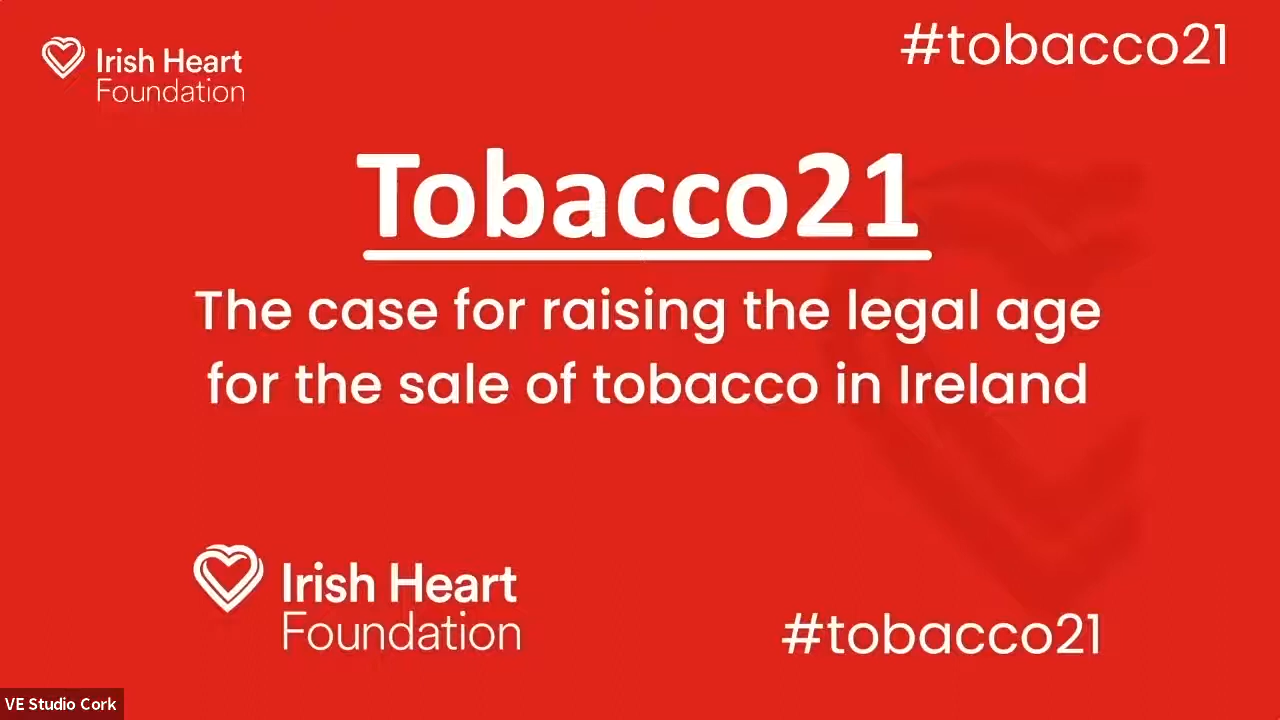 Irish Heart
Foundation
#tobacco21
Tobacco21
The case for raising the legal age
for the sale of tobacco in Ireland
Irish Heart
Foundation
#tobacco21
VE Studio Cork